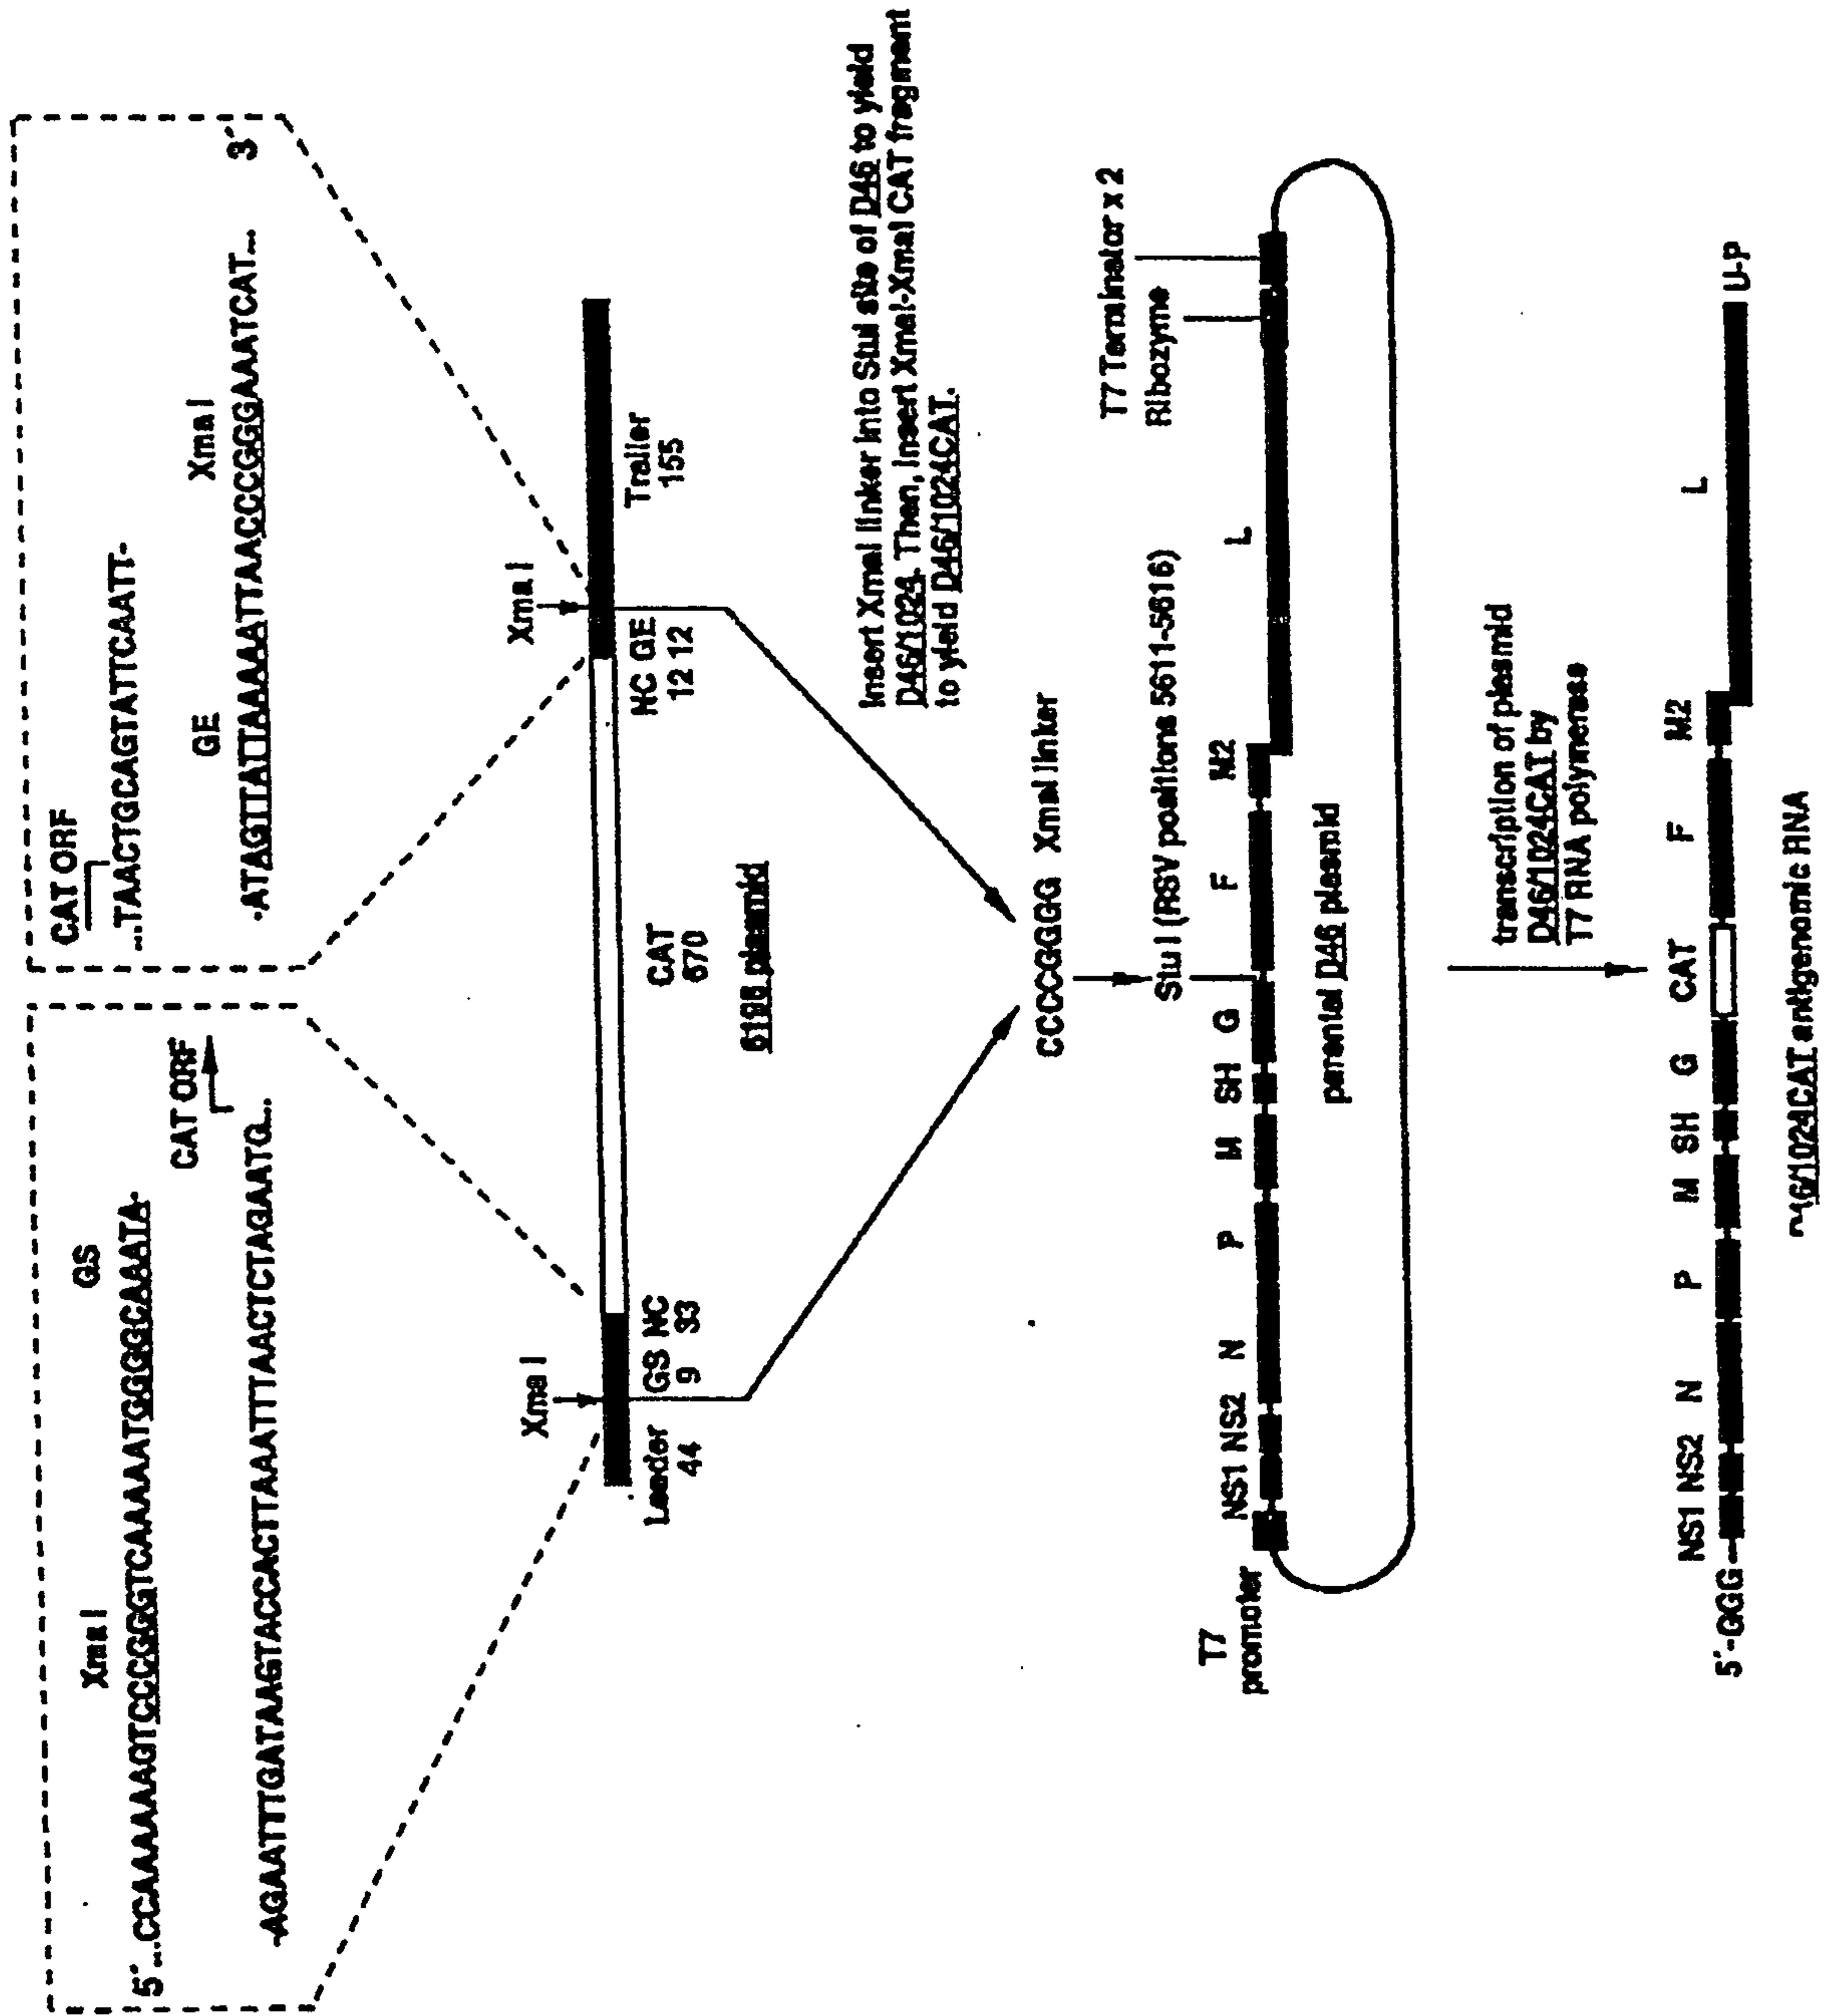 Xma I
GS
5´...CCAAAAAAGTCCCGGGTCAAAAATGGGGCAAATA-
CAT ORF
-AGAATTTGATAAGTACCACTTAAATTTAACTCTAGAATG...
CAT ORF
...TAACTGCAGTATTCAATT-
GE
Xma I
-ATAGTTATTAAAAATTAACCCGGGAAATCAT...
3
Xma I
Xma I
Leader
44
GS NC
9 33
CAT
670
NC GE
12 12
Trailer
155
6196 plasmid
Insert XmaI linker into StuI site of D46 to yield
D46/1024. Then, insert XmaI-XmaI CAT fragment
to yield D46/1024CAT.
CCCCGGGG XmaI linker
Stu I (RSV positions 5611-5616)
T7
promoter
NS1 NS2 N P M SH G F M2 L
Ribozyme
T7 Terminator x 2
parental D46 plasmid
transcription of plasmid
D46/1024CAT by
T7 RNA polymerase
NS1 NS2 N P M SH G CAT F M2 L
5´-GGG U-P
D46/1024CAT antigenomic RNA